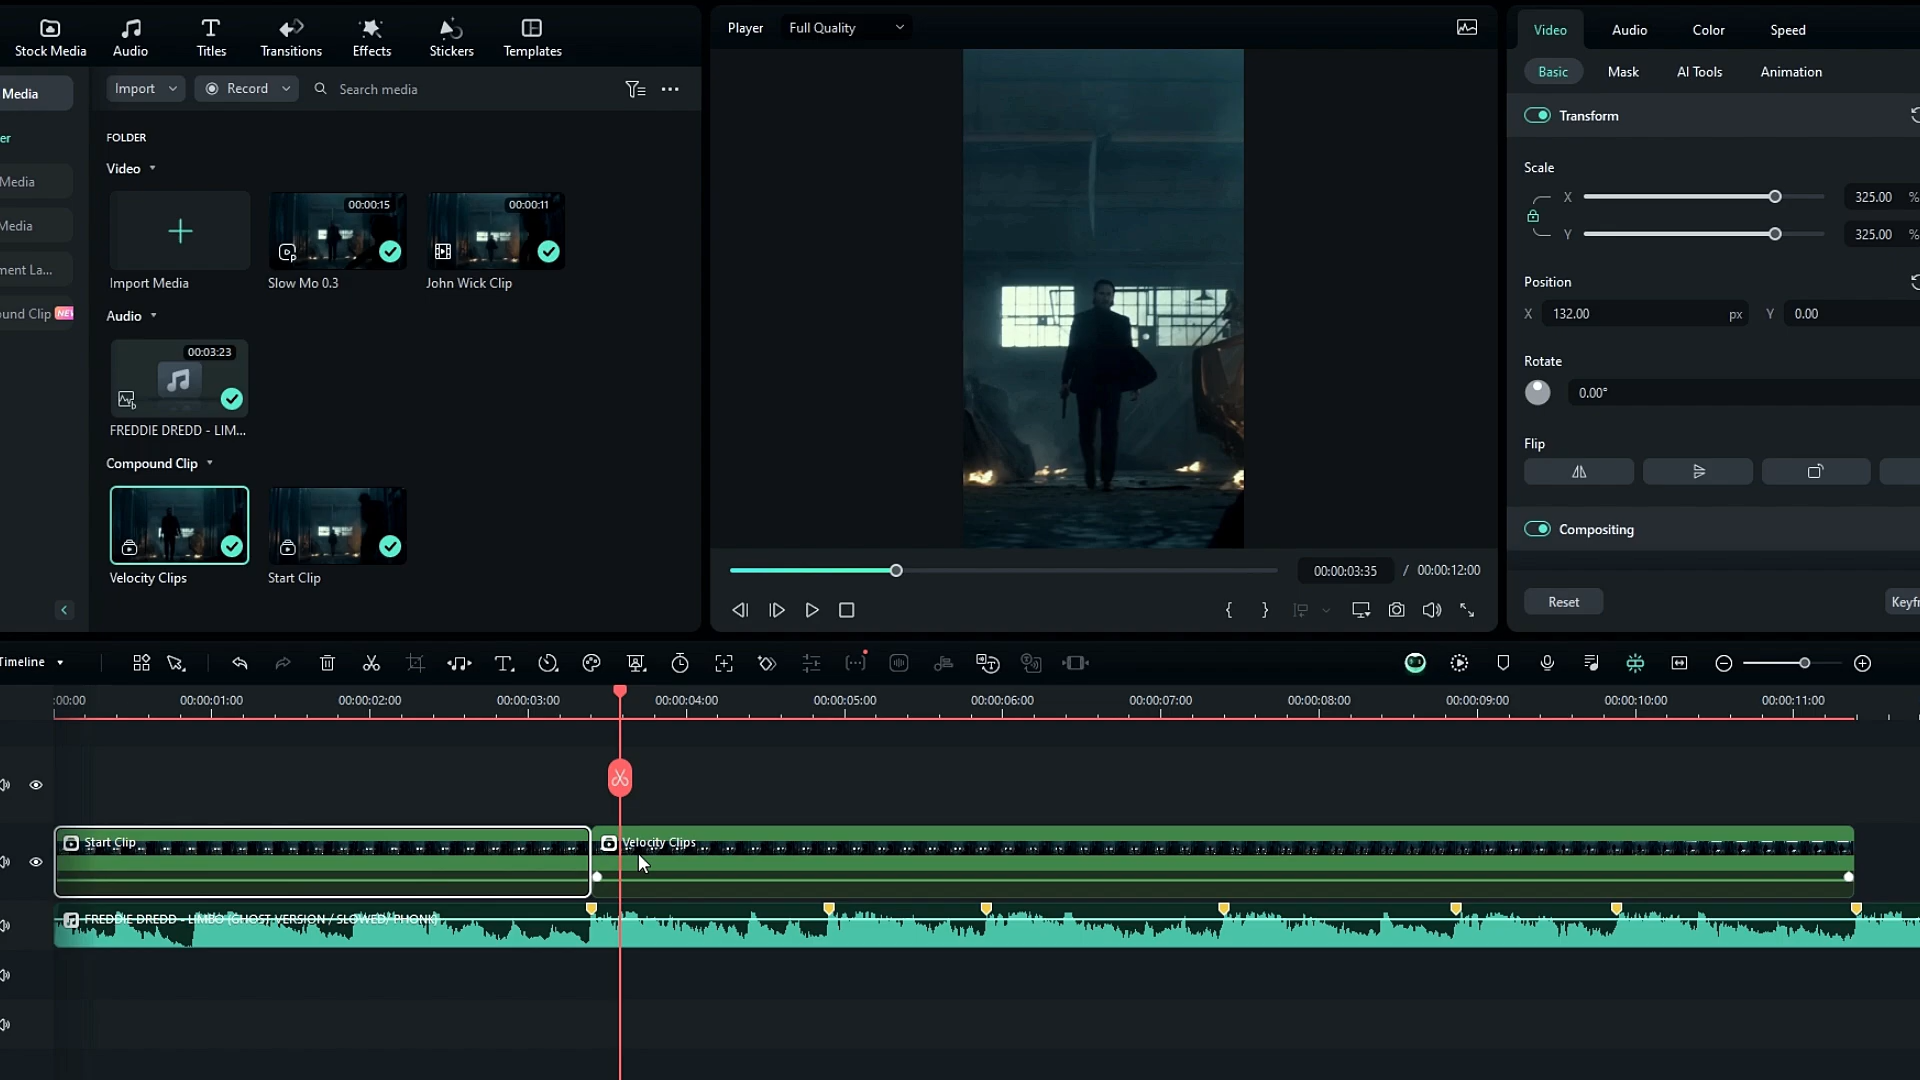 Stock Media
Audio
Titles
Transitions
Effects
Stickers
Templates
Player
Full Quality
Video
Audio
Color
Speed
Media
Import
Record
Search media
Basic
Mask
AI Tools
Animation
er
Media
Media
ment La...
und Clip NEW
FOLDER
Video
00:00:15
00:00:11
Import Media
Slow Mo 0.3
John Wick Clip
Audio
00:03:23
FREDDIE DREDD - LIM...
Compound Clip
Velocity Clips
Start Clip
Transform
Scale
X
325.00
%
Y
325.00
%
Position
X
132.00
px
Y
0.00
Rotate
0.00°
Flip
Compositing
Reset
Keyfr
00:00:03:35
/ 00:00:12:00
Timeline
:00:00
00:00:01:00
00:00:02:00
00:00:03:00
00:00:04:00
00:00:05:00
00:00:06:00
00:00:07:00
00:00:08:00
00:00:09:00
00:00:10:00
00:00:11:00
Start Clip
Velocity Clips
FREDDIE DREDD - LIMBO (GHOST VERSION / SLOWED/ PHONK)